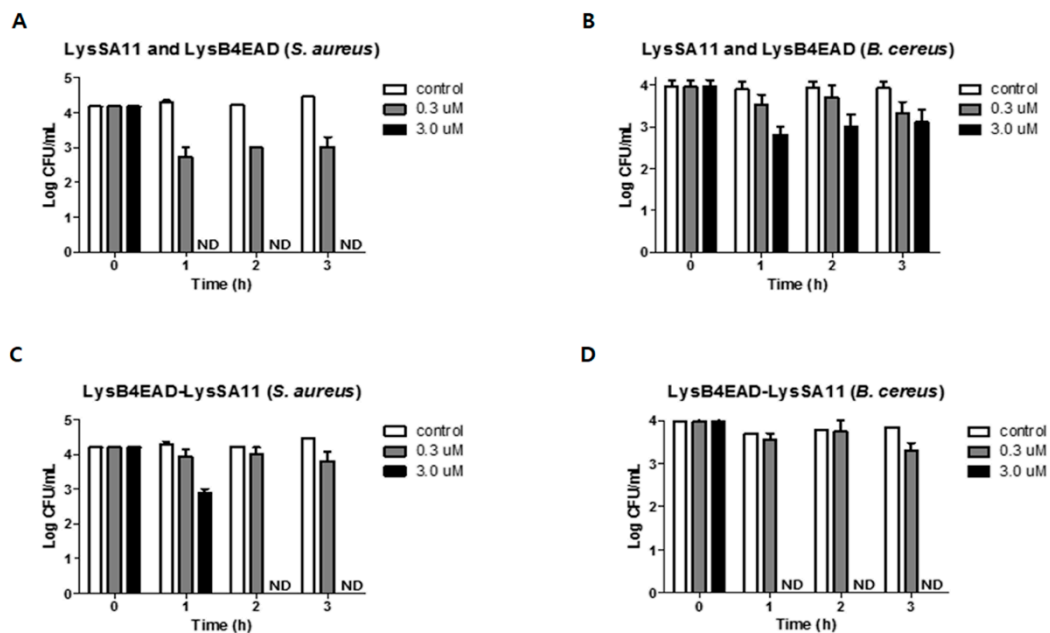 A
LysSA11 and LysB4EAD (S. aureus)
5
4
3
2
1
0
Log CFU/mL
ND
ND
ND
0 1 2 3
Time (h)
control
0.3 uM
3.0 uM
B
LysSA11 and LysB4EAD (B. cereus)
4
3
2
1
0
Log CFU/mL
0 1 2 3
Time (h)
control
0.3 uM
3.0 uM
C
LysB4EAD-LysSA11 (S. aureus)
5
4
3
2
1
0
Log CFU/mL
ND
ND
0 1 2 3
Time (h)
control
0.3 uM
3.0 uM
D
LysB4EAD-LysSA11 (B. cereus)
4
3
2
1
0
Log CFU/mL
ND
ND
ND
0 1 2 3
Time (h)
control
0.3 uM
3.0 uM